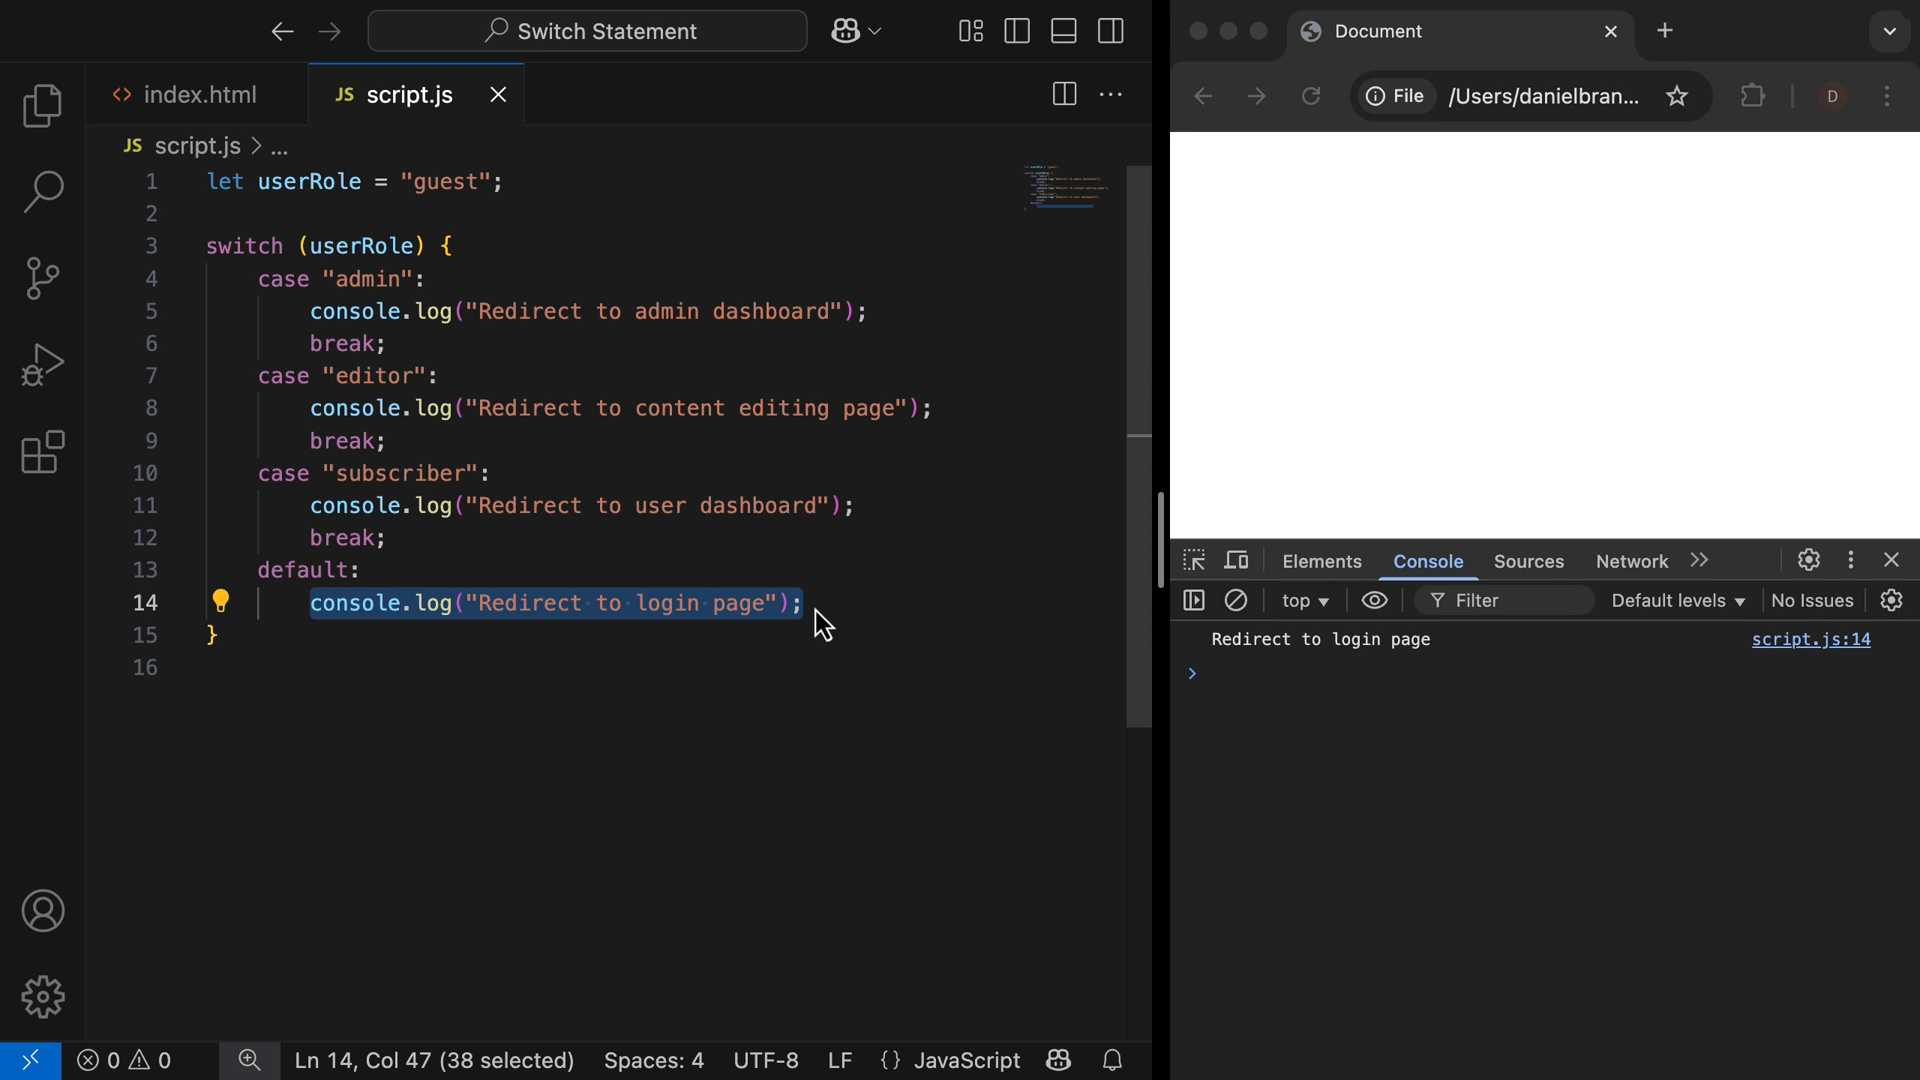 Switch Statement
index.html
JS script.js
JS script.js > ...
1 let userRole = "guest";
2
3 switch (userRole) {
4 case "admin":
5 console.log("Redirect to admin dashboard");
6 break;
7 case "editor":
8 console.log("Redirect to content editing page");
9 break;
10 case "subscriber":
11 console.log("Redirect to user dashboard");
12 break;
13 default:
14 console.log("Redirect to login page");
15 }
16
0 0
Ln 14, Col 47 (38 selected) Spaces: 4 UTF-8 LF {} JavaScript
Document
File /Users/danielbran... D
Elements Console Sources Network
top Filter Default levels No Issues
Redirect to login page script.js:14